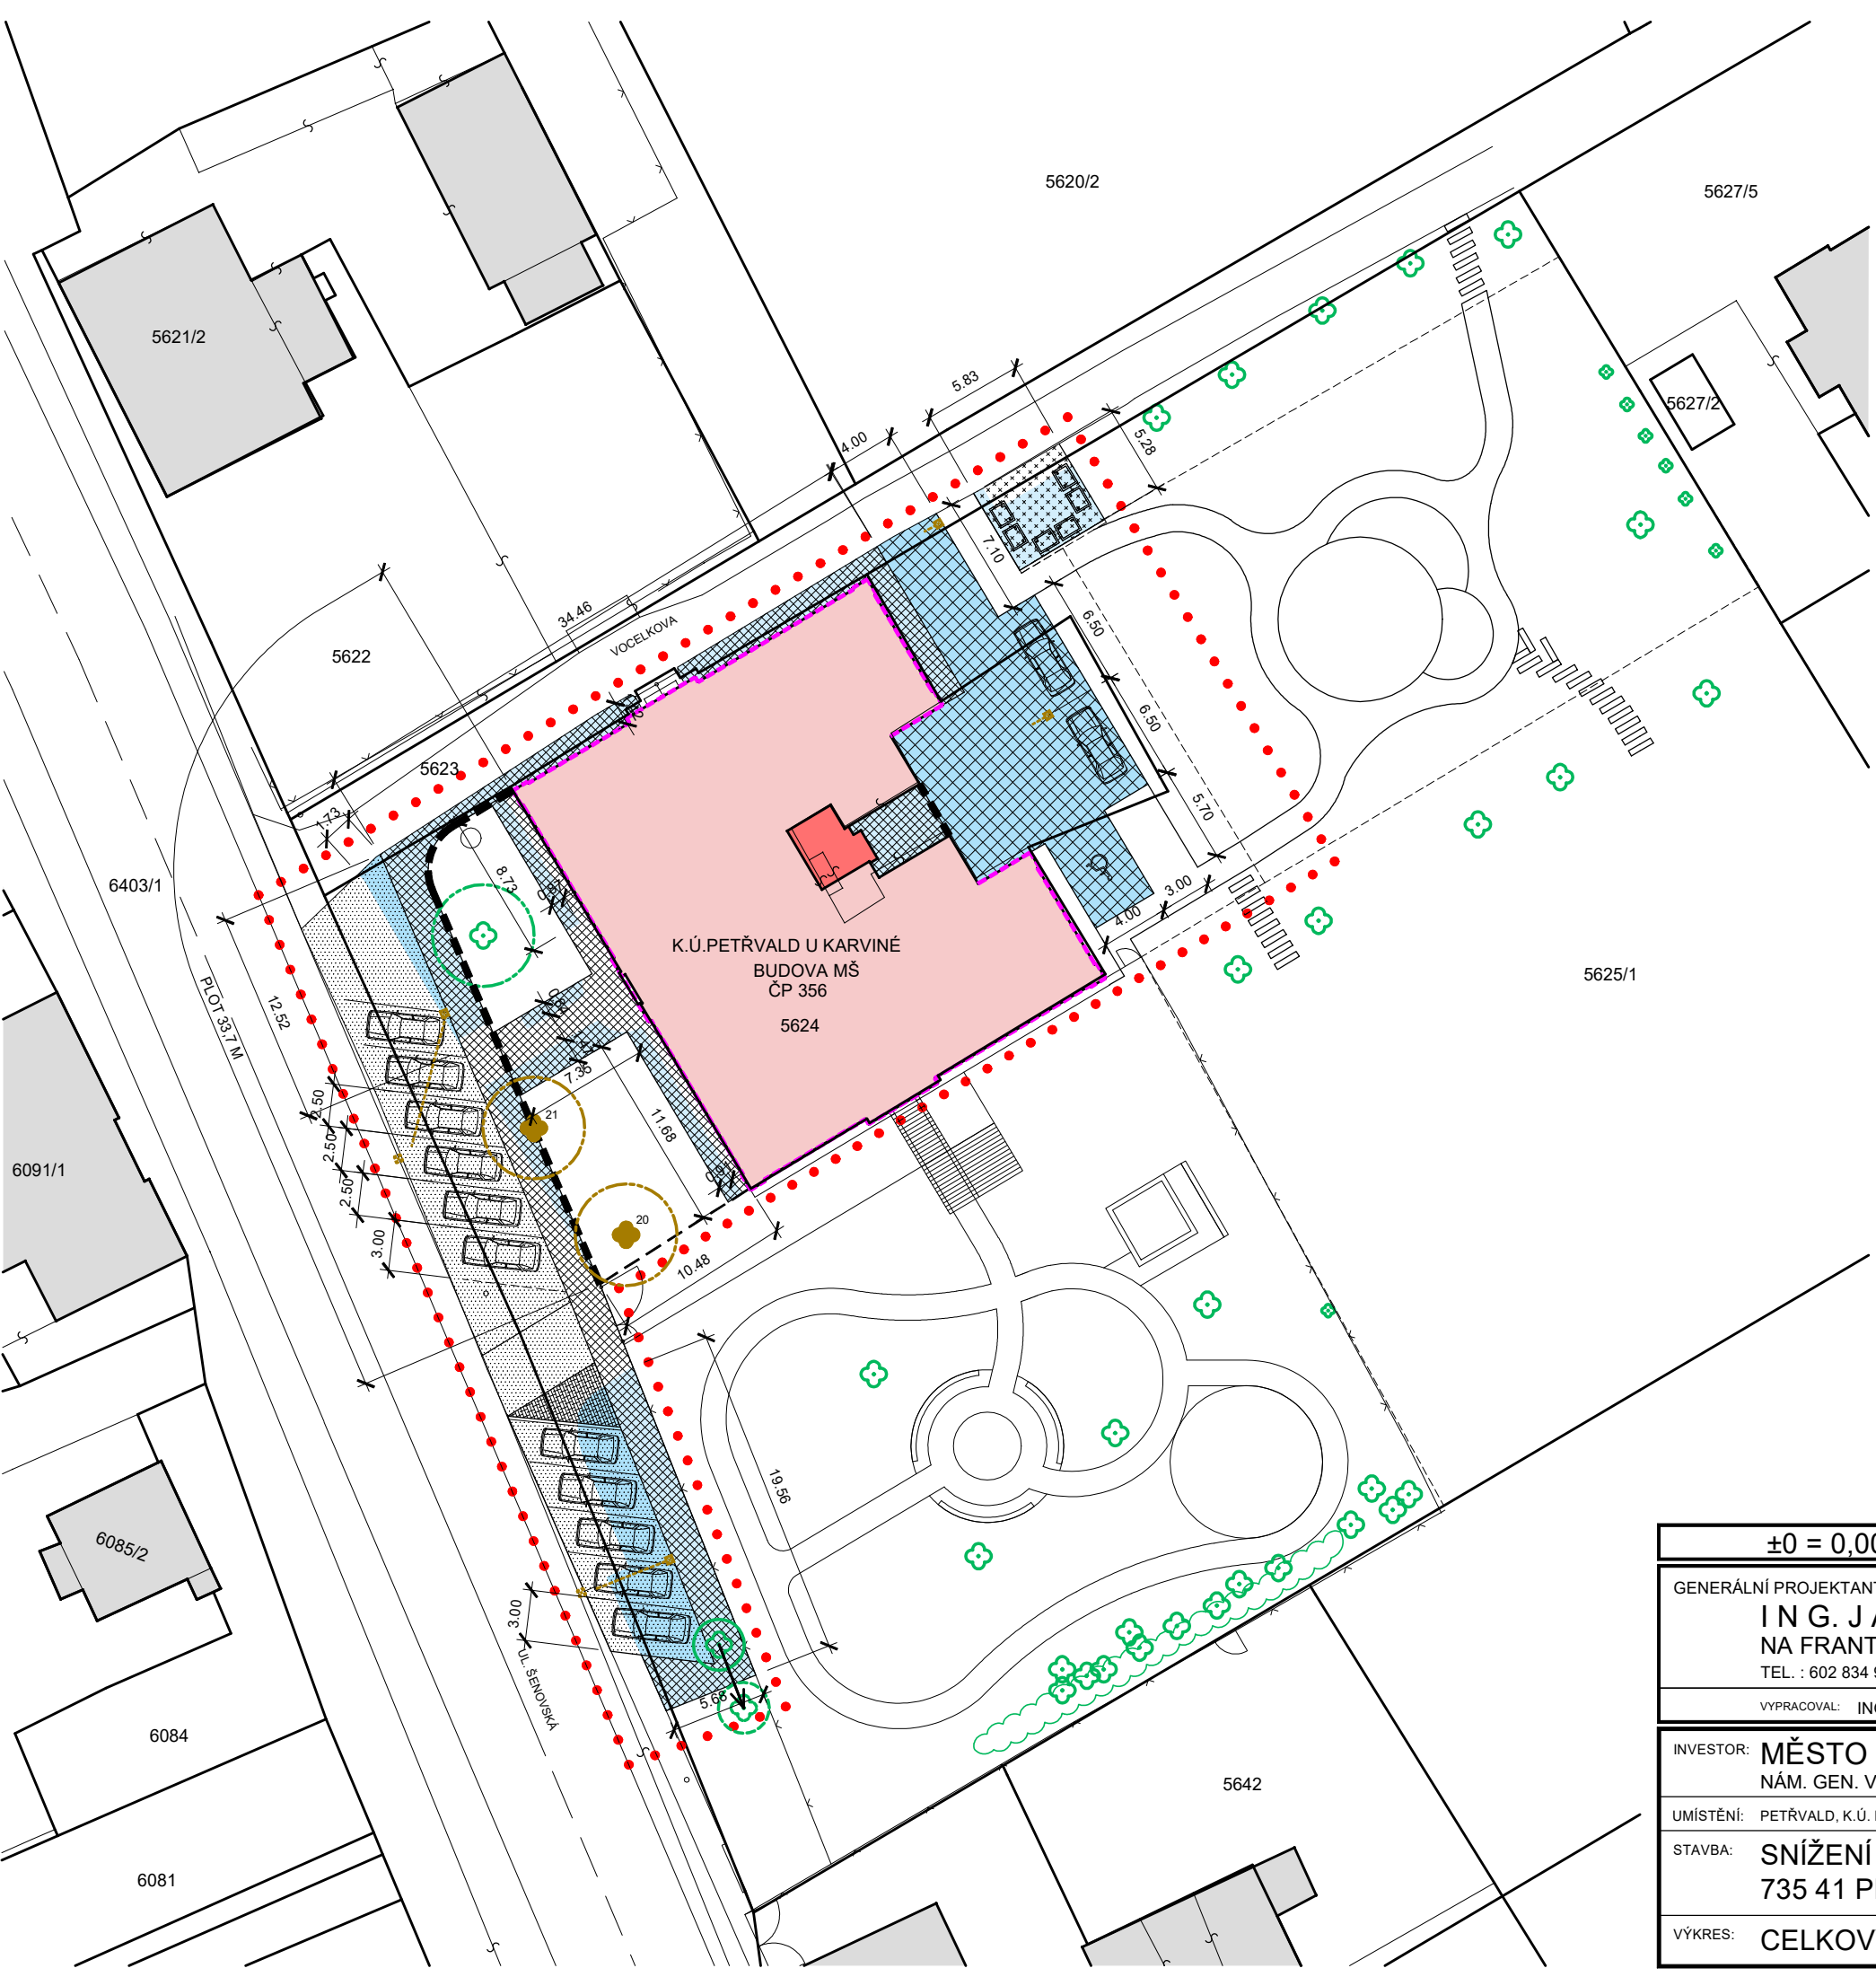 5620/2
5627/5
5621/2
5627/2
5.83
4.00
5.28
7.10
34.46
VOCELKOVA
6.50
5622
6.50
5623
5.70
1.73
6403/1
8.73
3.00
4.00
K.Ú.PETŘVALD U KARVINÉ
BUDOVA MŠ
ČP 356
5624
5625/1
PLOT 33,7 M
12.52
7.35
2.50
21
11.68
2.50
6091/1
2.50
20
3.00
10.48
19.56
6085/2
3.00
UL. ŠENOVSKÁ
5.68
6084
5642
6081
±0 = 0,00
GENERÁLNÍ PROJEKTANT
I N G. J A
NA FRANT
TEL. : 602 834 9
VYPRACOVAL: ING
INVESTOR: MĚSTO
NÁM. GEN. V
UMÍSTĚNÍ: PETŘVALD, K.Ú.
STAVBA: SNÍŽENÍ
735 41 P
VÝKRES: CELKOV